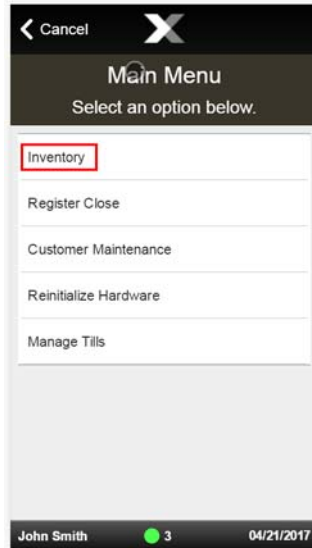 Cancel
Main Menu
Select an option below.
Inventory
Register Close
Customer Maintenance
Reinitialize Hardware
Manage Tills
John Smith 3 04/21/2017